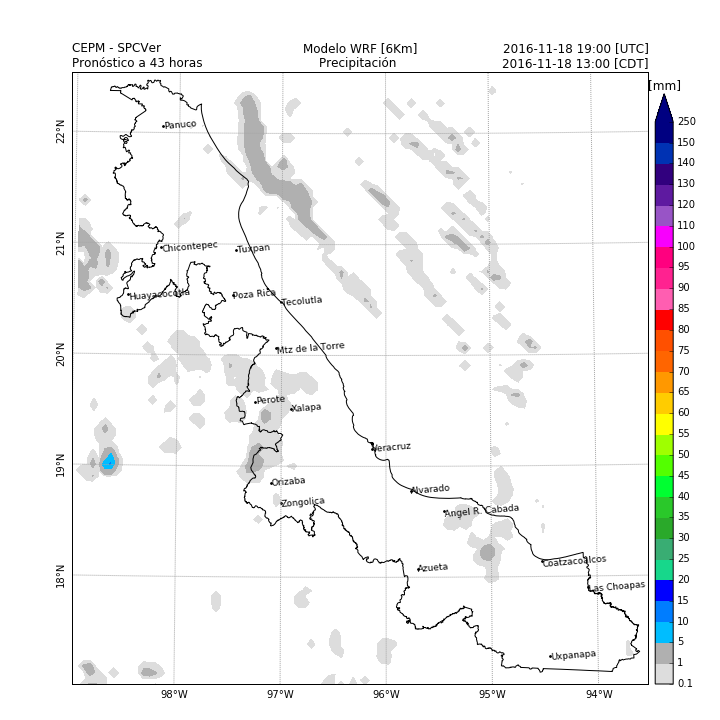 CEPM - SPCVer
Pronóstico a 43 horas
Modelo WRF [6Km]
Precipitación
2016-11-18 19:00 [UTC]
2016-11-18 13:00 [CDT]
[mm]
250
150
140
130
120
110
100
95
90
85
80
75
70
65
60
55
50
45
40
35
30
25
20
15
10
5
1
0.1
22°N
21°N
20°N
19°N
18°N
98°W
97°W
96°W
95°W
94°W
Panuco
Chicontepec
Tuxpan
Huayacocotla
Poza Rica
Tecolutla
Mtz de la Torre
Perote
Xalapa
Veracruz
Orizaba
Alvarado
Zongolica
Angel R. Cabada
Azueta
Coatzacoalcos
Las Choapas
Uxpanapa